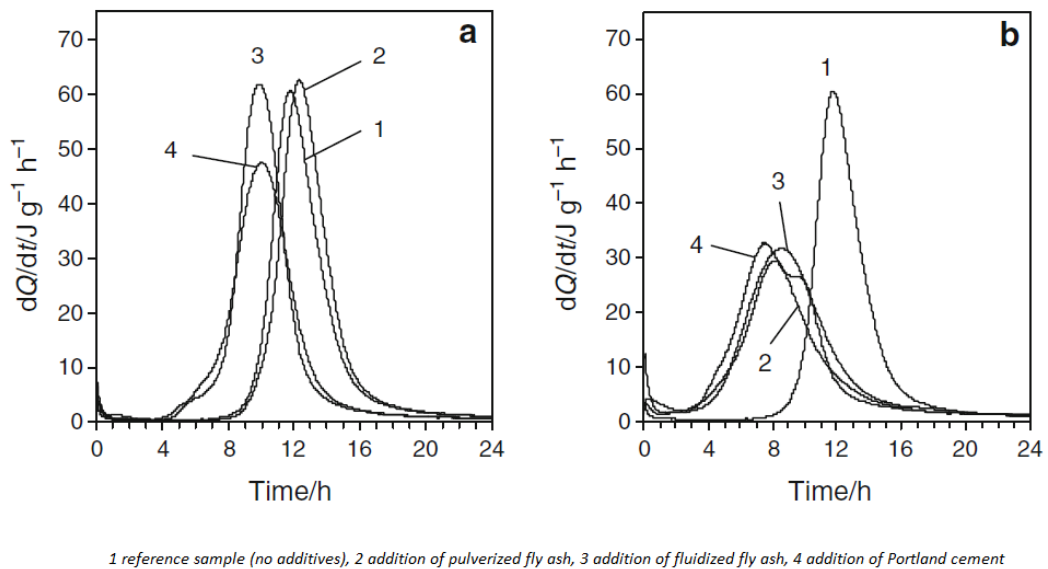 a
70
60
50
40
30
20
10
0
dQ/dt/J g⁻¹ h⁻¹
3
2
1
4
0 4 8 12 16 20 24
Time/h
b
70
60
50
40
30
20
10
0
dQ/dt/J g⁻¹ h⁻¹
1
3
4
2
0 4 8 12 16 20 24
Time/h
1 reference sample (no additives), 2 addition of pulverized fly ash, 3 addition of fluidized fly ash, 4 addition of Portland cement